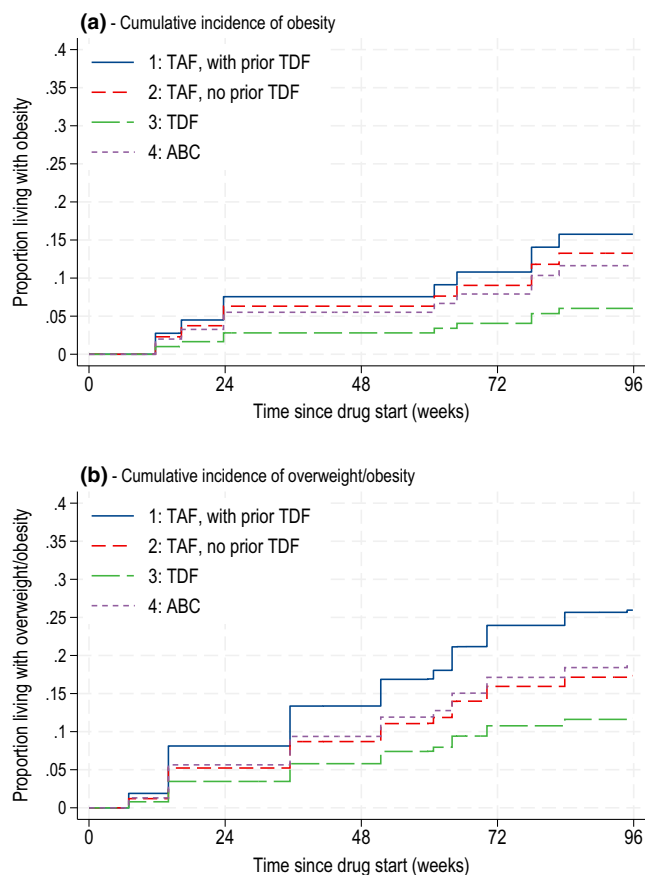 (a) - Cumulative incidence of obesity
.4
.35
.3
.25
.2
.15
.1
.05
0
Proportion living with obesity
1: TAF, with prior TDF
2: TAF, no prior TDF
3: TDF
4: ABC
0 24 48 72 96
Time since drug start (weeks)
(b) - Cumulative incidence of overweight/obesity
.4
.35
.3
.25
.2
.15
.1
.05
0
Proportion living with overweight/obesity
1: TAF, with prior TDF
2: TAF, no prior TDF
3: TDF
4: ABC
0 24 48 72 96
Time since drug start (weeks)